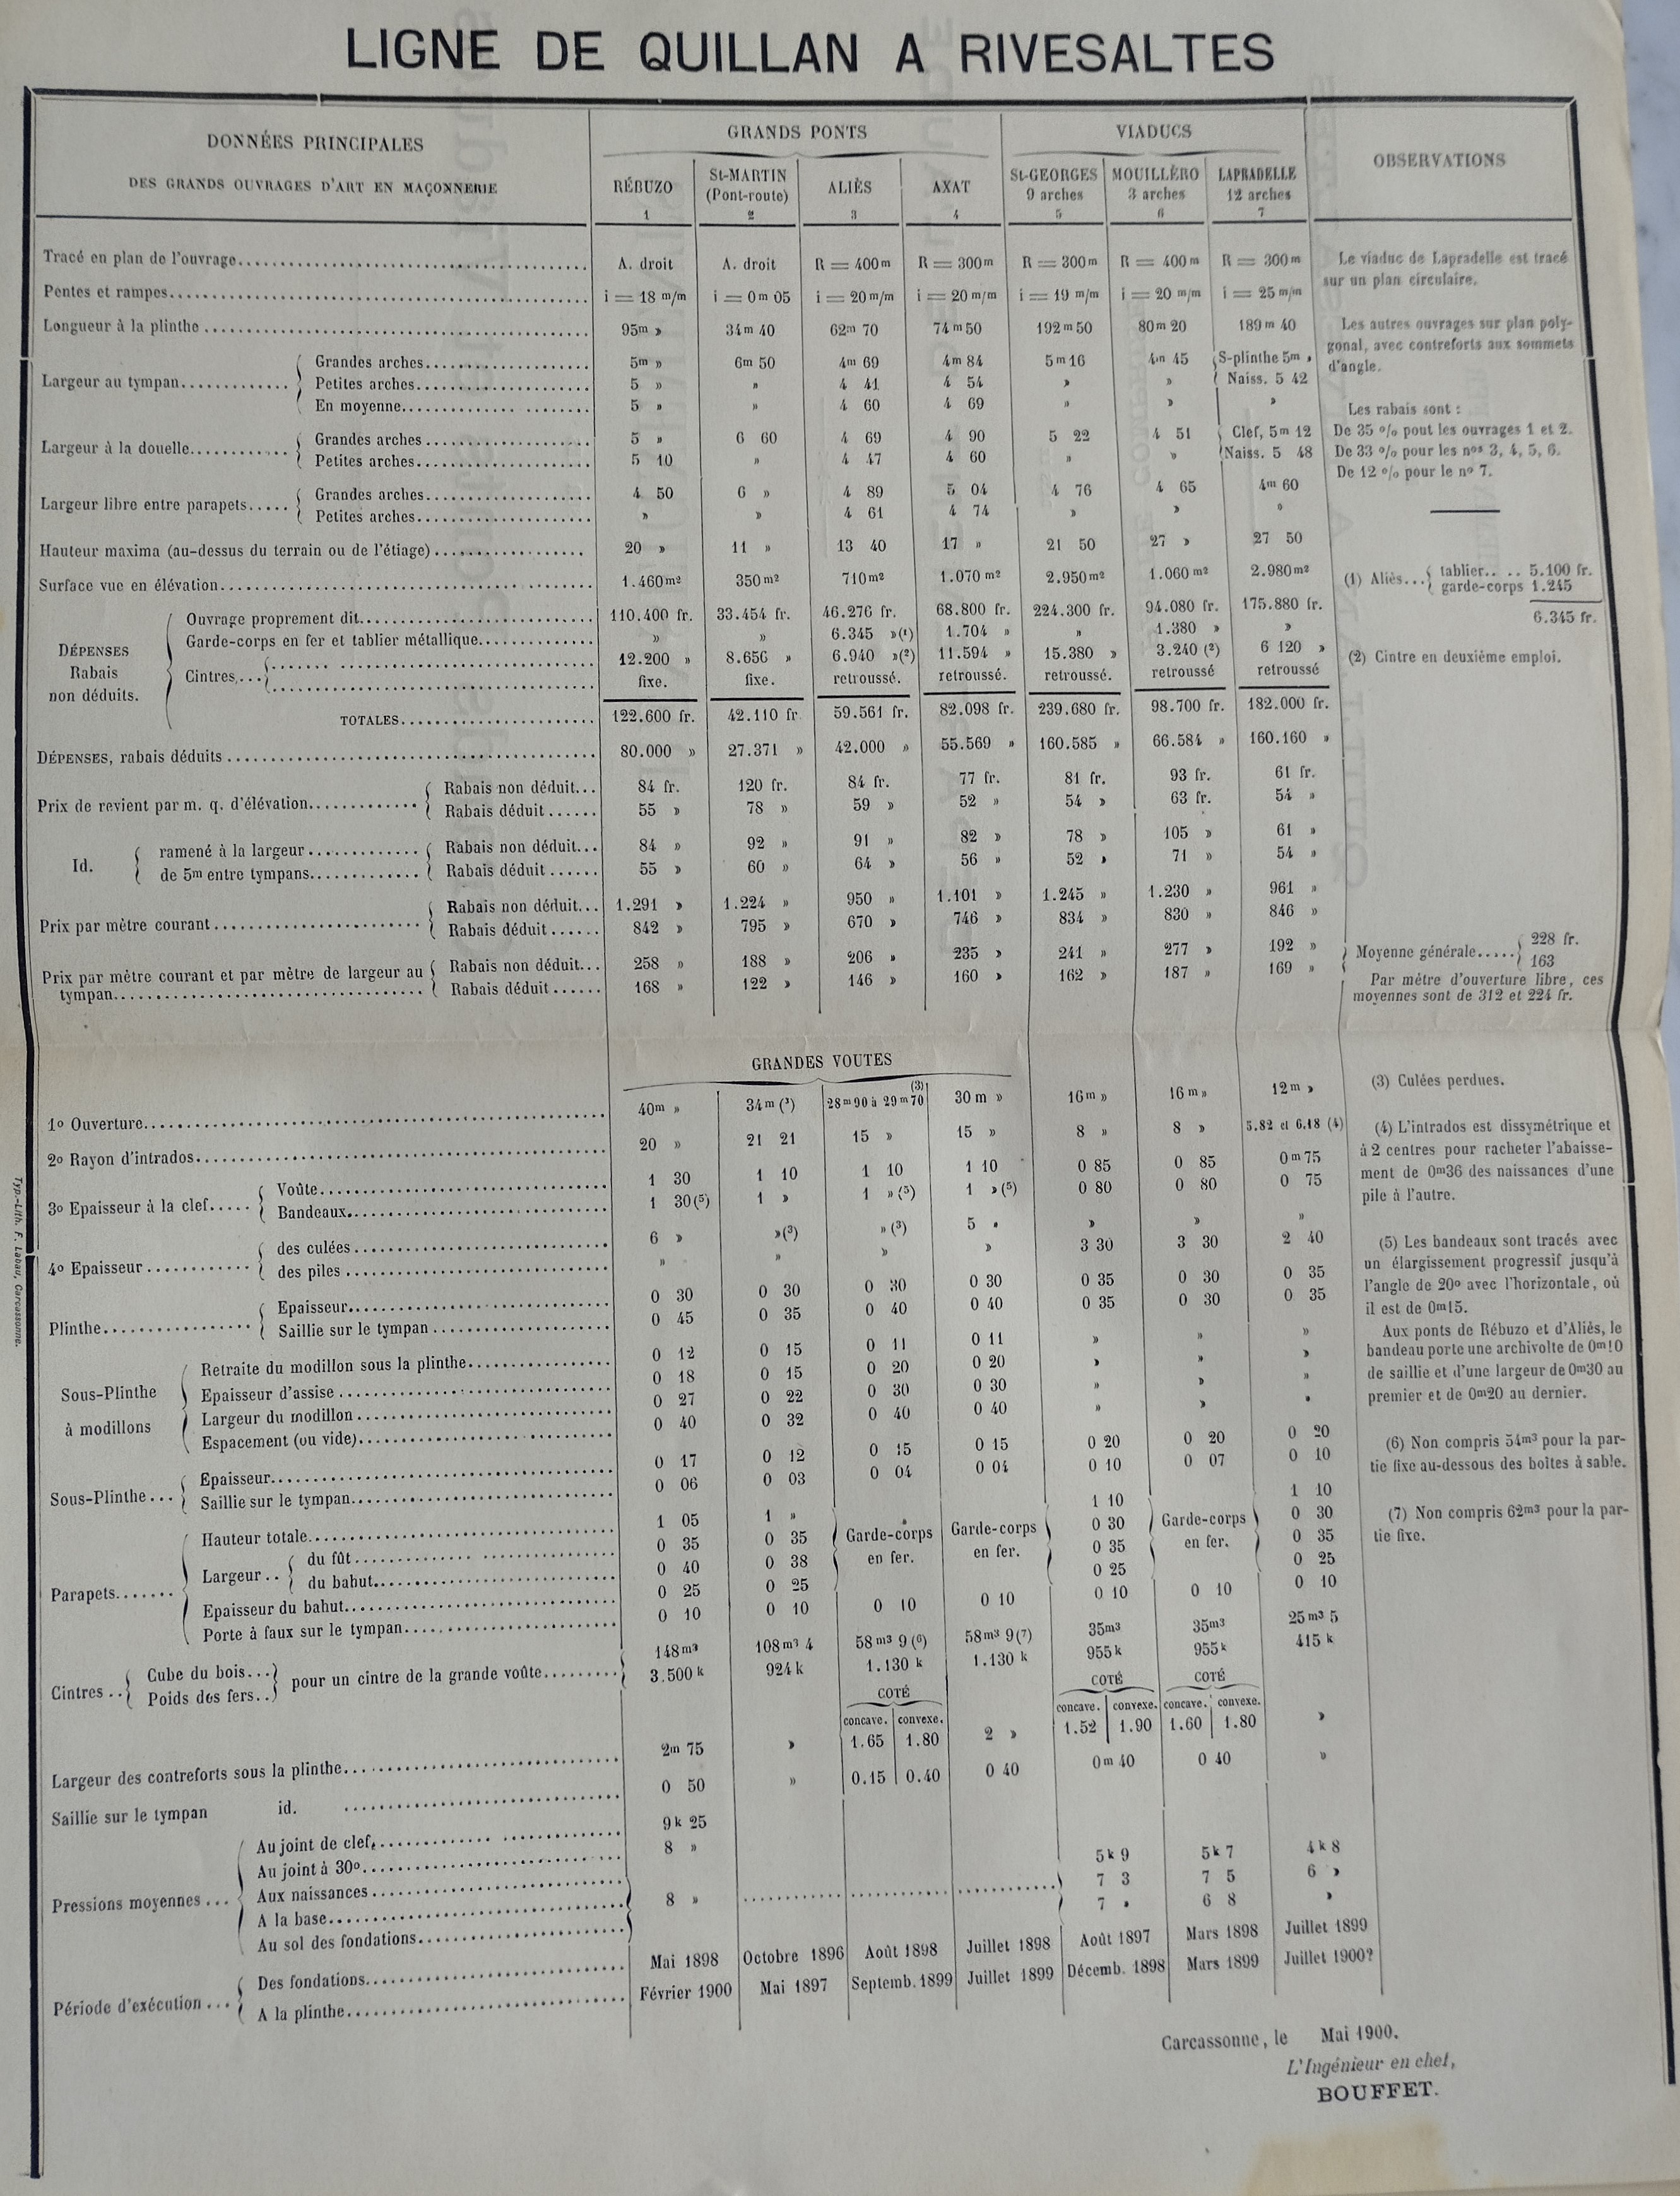 LIGNE DE QUILLAN A RIVESALTES
DONNÉES PRINCIPALES
DES GRANDS OUVRAGES D'ART EN MAÇONNERIE
GRANDS PONTS
VIADUCS
OBSERVATIONS
RÉBUZO St-MARTIN (Pont-route) ALIÈS AXAT St-GEORGES 9 arches MOUILLÈRO 3 arches LAPRADELLE 12 arches
1 2 3 4 5 6 7
Tracé en plan de l'ouvrage A. droit A. droit R = 400m R = 300m R = 300m R = 400m R = 300m
Pentes et rampes i = 18 m/m i = 0m 05 i = 20 m/m i = 20 m/m i = 19 m/m i = 20 m/m i = 25 m/m
Longueur à la plinthe 95m » 34m 40 62m 70 74m 50 192m 50 80m 20 189m 40
Largeur au tympan
Grandes arches 5m » 6m 50 4m 69 4m 84 5m 16 4m 45 S-plinthe 5m »
Petites arches 5 » » 4 41 4 54 » » Naiss. 5 42
En moyenne 5 » » 4 60 4 69 » » »
Largeur à la douelle
Grandes arches 5 » 6 60 4 69 4 90 5 22 4 51 Clef, 5m 12
Petites arches 5 10 » 4 47 4 60 » » Naiss. 5 48
Largeur libre entre parapets
Grandes arches 4 50 6 » 4 89 5 04 4 76 4 65 4m 60
Petites arches » » 4 61 4 74 » » »
Hauteur maxima (au-dessus du terrain ou de l'étiage) 20 » 11 » 13 40 17 » 21 50 27 » 27 50
Surface vue en élévation 1.460m² 350m² 710m² 1.070m² 2.950m² 1.060m² 2.980m²
DÉPENSES
Rabais
non déduits.
Ouvrage proprement dit 110.400 fr. 33.454 fr. 46.276 fr. 68.800 fr. 224.300 fr. 94.080 fr. 175.880 fr.
Garde-corps en fer et tablier métallique » » 6.345 »(1) 1.704 » » 1.380 » »
Cintres 12.200 » 8.656 » 6.940 »(2) 11.594 » 15.380 » 3.240 (2) 6 120 »
fixe. fixe. retroussé. retroussé. retroussé. retroussé retroussé
TOTALES 122.600 fr. 42.110 fr 59.561 fr. 82.098 fr. 239.680 fr. 98.700 fr. 182.000 fr.
DÉPENSES, rabais déduits 80.000 » 27.371 » 42.000 » 55.569 » 160.585 » 66.584 » 160.160 »
Prix de revient par m. q. d'élévation
Rabais non déduit... 84 fr. 120 fr. 84 fr. 77 fr. 81 fr. 93 fr. 61 fr.
Rabais déduit 55 » 78 » 59 » 52 » 54 » 63 fr. 54 »
Id. ramené à la largeur de 5m entre tympans
Rabais non déduit... 84 » 92 » 91 » 82 » 78 » 105 » 61 »
Rabais déduit 55 » 60 » 64 » 56 » 52 » 71 » 54 »
Prix par mètre courant
Rabais non déduit... 1.291 » 1.224 » 950 » 1.101 » 1.245 » 1.230 » 961 »
Rabais déduit 842 » 795 » 670 » 746 » 834 » 830 » 846 »
Prix par mètre courant et par mètre de largeur au
tympan
Rabais non déduit... 258 » 188 » 206 » 235 » 241 » 277 » 192 »
Rabais déduit 168 » 122 » 146 » 160 » 162 » 187 » 169 »
Le viaduc de Lapradelle est tracé
sur un plan circulaire.
Les autres ouvrages sur plan poly-
gonal, avec contreforts aux sommets
d'angle.
Les rabais sont :
De 35 % pout les ouvrages 1 et 2.
De 33 % pour les nos 3, 4, 5, 6.
De 12 % pour le no 7.
(1) Aliès... tablier.. .. 5.100 fr.
garde-corps 1.245
6.345 fr.
(2) Cintre en deuxième emploi.
Moyenne générale..... 228 fr.
163
Par mètre d'ouverture libre, ces
moyennes sont de 312 et 224 fr.
GRANDES VOUTES
1o Ouverture 40m » 34m (3) 28m90 à 29m70 (3) 30m » 16m » 16m » 12m »
2o Rayon d'intrados 20 » 21 21 15 » 15 » 8 » 8 » 5.82 et 6.18 (4)
3o Epaisseur à la clef
Voûte 1 30 1 10 1 10 1 10 0 85 0 85 0m 75
Bandeaux 1 30(5) 1 » 1 »(5) 1 »(5) 0 80 0 80 0 75
4o Epaisseur
des culées 6 » »(3) »(3) 5 » » » »
des piles » » » » 3 30 3 30 2 40
Plinthe
Epaisseur 0 30 0 30 0 30 0 30 0 35 0 30 0 35
Saillie sur le tympan 0 45 0 35 0 40 0 40 0 35 0 30 0 35
Sous-Plinthe
à modillons
Retraite du modillon sous la plinthe 0 12 0 15 0 11 0 11 » » »
Epaisseur d'assise 0 18 0 15 0 20 0 20 » » »
Largeur du modillon 0 27 0 22 0 30 0 30 » » »
Espacement (ou vide) 0 40 0 32 0 40 0 40 » » »
Sous-Plinthe
Epaisseur 0 17 0 12 0 15 0 15 0 20 0 20 0 20
Saillie sur le tympan 0 06 0 03 0 04 0 04 0 10 0 07 0 10
Parapets
Hauteur totale 1 05 1 » Garde-corps en fer. Garde-corps en fer. 1 10 Garde-corps en fer. 1 10
Largeur
du fût 0 35 0 35 0 30 0 30
du bahut 0 40 0 38 0 35 0 35
Epaisseur du bahut 0 25 0 25 0 25 0 25
Porte à faux sur le tympan 0 10 0 10 0 10 0 10 0 10 0 10 0 10
Cintres
Cube du bois... pour un cintre de la grande voûte 148m³ 108m³ 4 58m³ 9(6) 58m³ 9(7) 35m³ 35m³ 25m³ 5
Poids des fers.. 3.500k 924k 1.130k 1.130k 955k 955k 415k
COTÉ COTÉ COTÉ
concave. convexe. concave. convexe. concave. convexe.
Largeur des contreforts sous la plinthe 2m 75 » 1.65 1.80 2 » 1.52 1.90 1.60 1.80 »
Saillie sur le tympan id. 0 50 » 0.15 0.40 0 40 0m 40 0 40 »
Pressions moyennes
Au joint de clef 9k 25
Au joint à 30o 8 »
Aux naissances 5k 9 5k 7 4k 8
A la base 8 » 7 3 7 5 6 »
Au sol des fondations 7 » 6 8 »
Période d'exécution
Des fondations Mai 1898 Octobre 1896 Août 1898 Juillet 1898 Août 1897 Mars 1898 Juillet 1899
A la plinthe Février 1900 Mai 1897 Septemb. 1899 Juillet 1899 Décemb. 1898 Mars 1899 Juillet 1900?
(3) Culées perdues.
(4) L'intrados est dissymétrique et
à 2 centres pour racheter l'abaisse-
ment de 0m36 des naissances d'une
pile à l'autre.
(5) Les bandeaux sont tracés avec
un élargissement progressif jusqu'à
l'angle de 20o avec l'horizontale, où
il est de 0m15.
Aux ponts de Rébuzo et d'Aliès, le
bandeau porte une archivolte de 0m10
de saillie et d'une largeur de 0m30 au
premier et de 0m20 au dernier.
(6) Non compris 54m³ pour la par-
tie fixe au-dessous des boîtes à sable.
(7) Non compris 62m³ pour la par-
tie fixe.
Carcassonne, le Mai 1900.
L'Ingénieur en chef,
BOUFFET.
Typ.-Lith. F. Labau, Carcassonne.